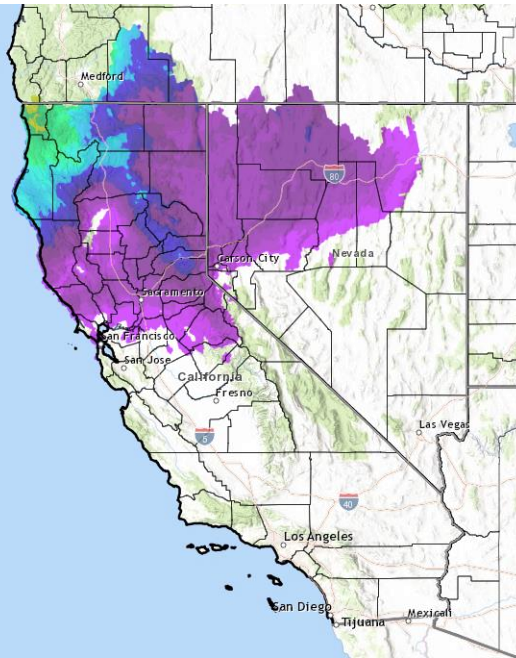 Medford
80
Nevada
Carson City
Sacramento
San Francisco
San Jose
California
Fresno
Las Vegas
5
40
Los Angeles
San Diego
Tijuana
Mexicali